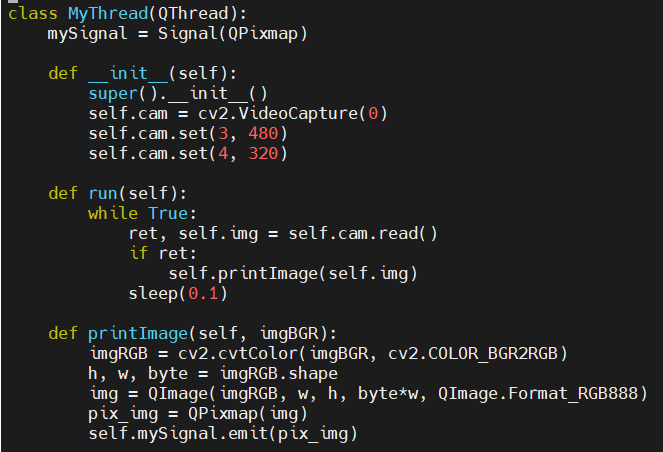 class MyThread(QThread):
    mySignal = Signal(QPixmap)

    def __init__(self):
        super().__init__()
        self.cam = cv2.VideoCapture(0)
        self.cam.set(3, 480)
        self.cam.set(4, 320)

    def run(self):
        while True:
            ret, self.img = self.cam.read()
            if ret:
                self.printImage(self.img)
            sleep(0.1)

    def printImage(self, imgBGR):
        imgRGB = cv2.cvtColor(imgBGR, cv2.COLOR_BGR2RGB)
        h, w, byte = imgRGB.shape
        img = QImage(imgRGB, w, h, byte*w, QImage.Format_RGB888)
        pix_img = QPixmap(img)
        self.mySignal.emit(pix_img)